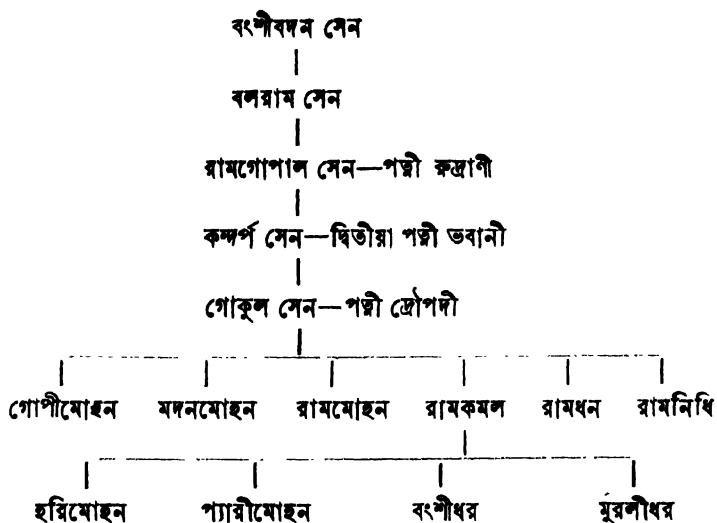 বংশীবদন সেন
বলরাম সেন
রামগোপাল সেন—পত্নী রুদ্রাণী
কন্দর্প সেন—দ্বিতীয়া পত্নী ভবানী
গোকুল সেন—পত্নী দ্রৌপদী
গোপীমোহন মদনমোহন রামমোহন রামকমল রামধন রামনিধি
হরিমোহন প্যারীমোহন বংশীধর মুরলীধর